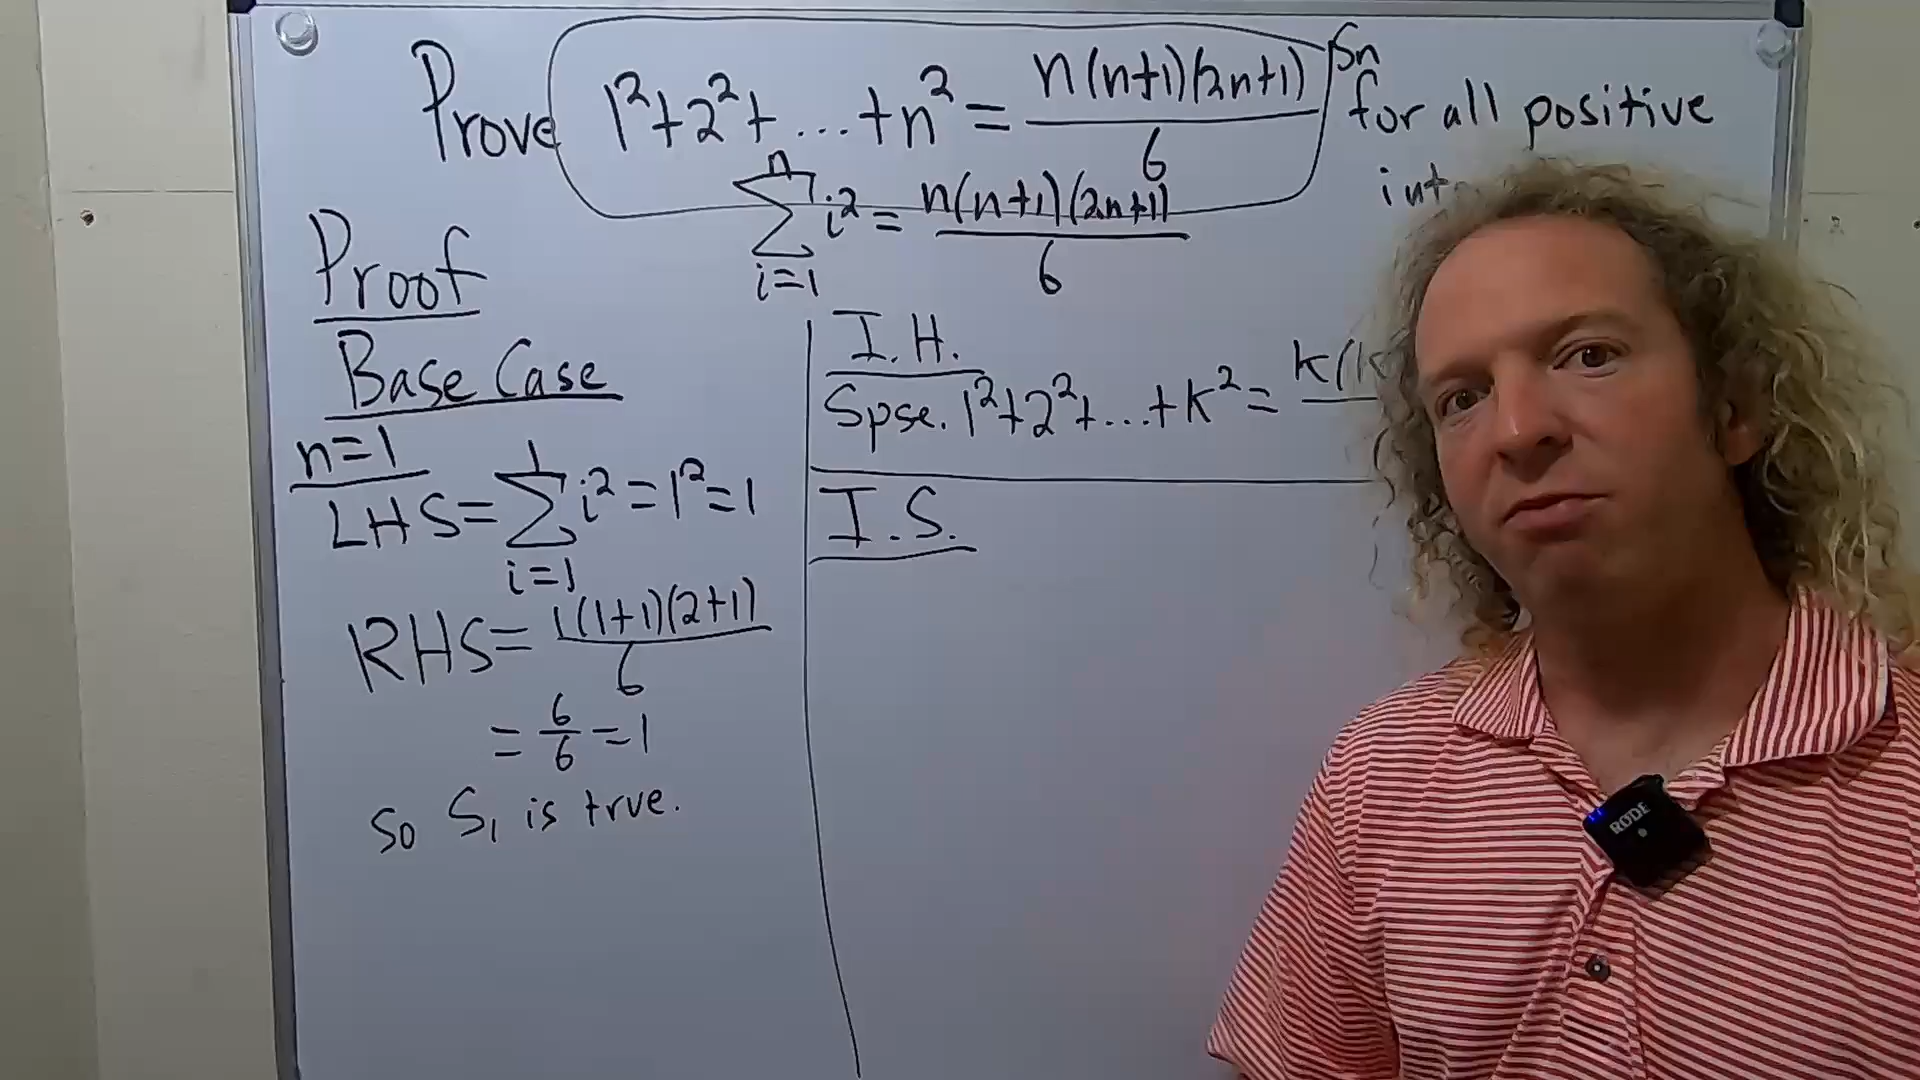 Prove 1²+2²+...+n² = n(n+1)(2n+1)/6 Sn
for all positive
n
∑ i² = n(n+1)(2n+1)/6
i=1
Proof
Base Case
n=1
LHS = 1∑i=1 i² = 1² = 1
RHS = 1(1+1)(2+1)/6
= 6/6 = 1
So S₁ is true.
I.H.
Spse. 1²+2²+...+k² = k(k
I.S.
RODE